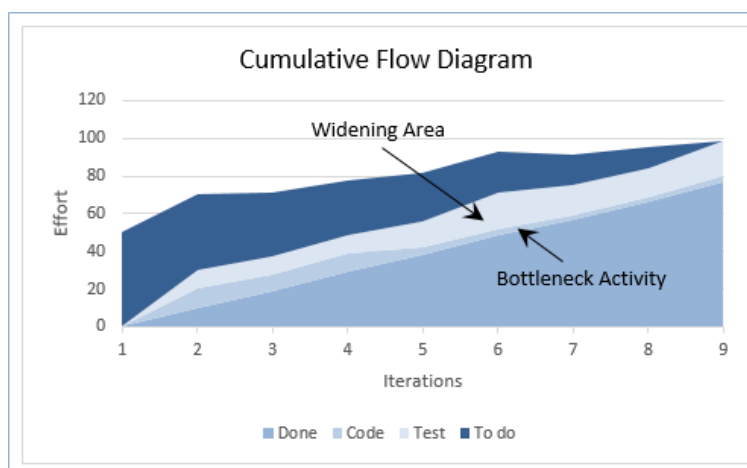 Cumulative Flow Diagram
120
100
80
60
40
20
0
Effort
Widening Area
Bottleneck Activity
1 2 3 4 5 6 7 8 9
Iterations
Done Code Test To do